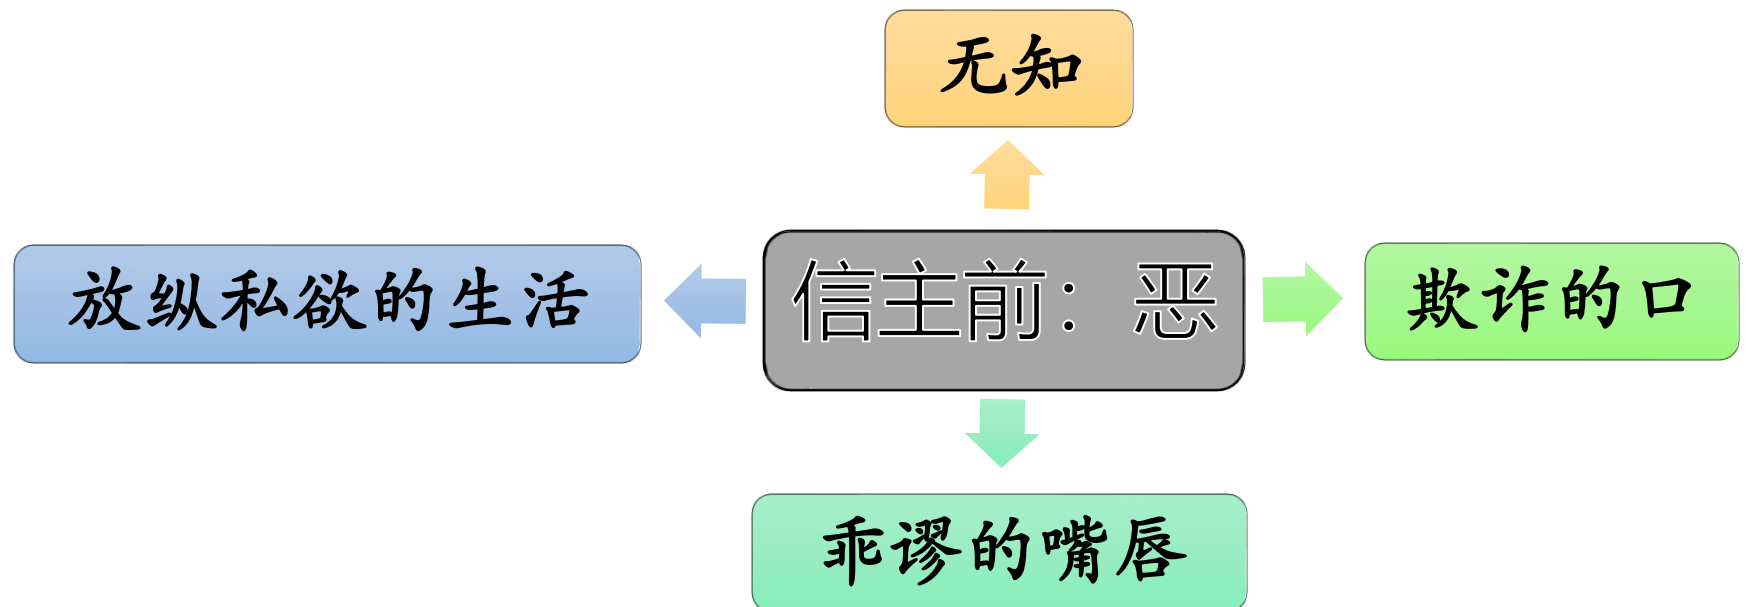 无知
放纵私欲的生活
信主前：恶
欺诈的口
乖谬的嘴唇